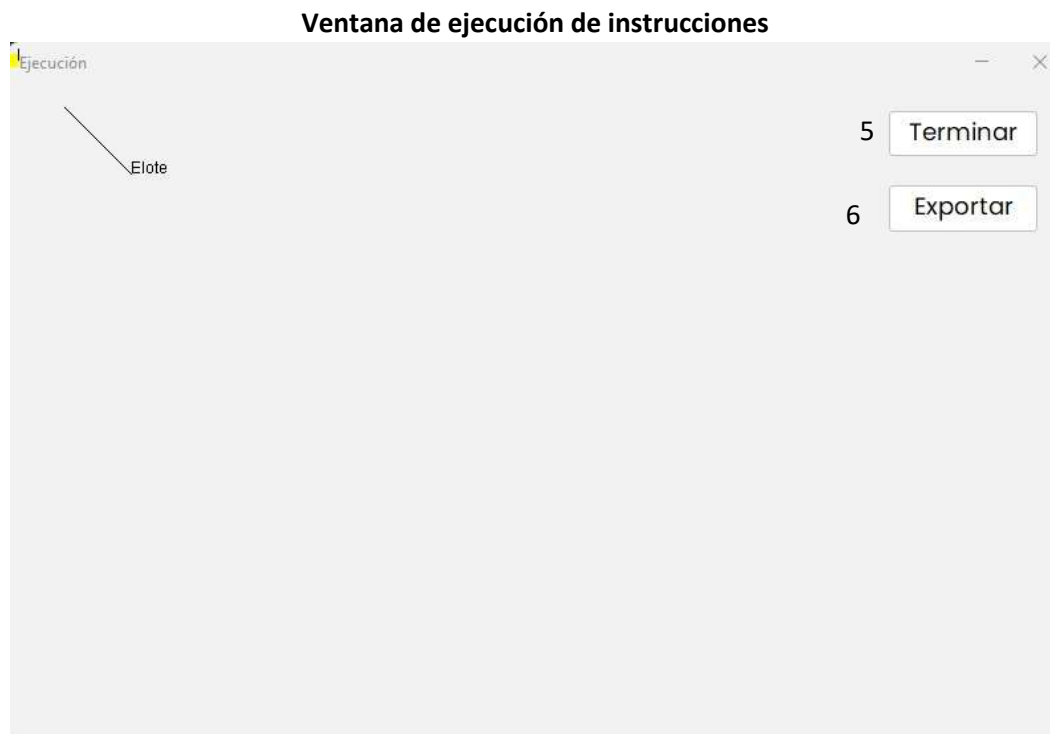 Ventana de ejecución de instrucciones
Ejecución
5 Terminar
Elote
6 Exportar